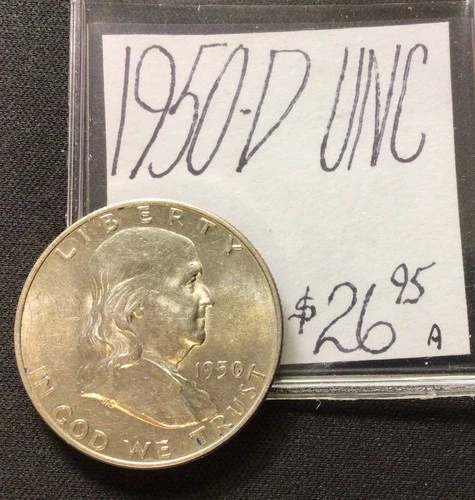 1950-D UNC
$26.95
A
LIBERTY
1950
IN GOD WE TRUST